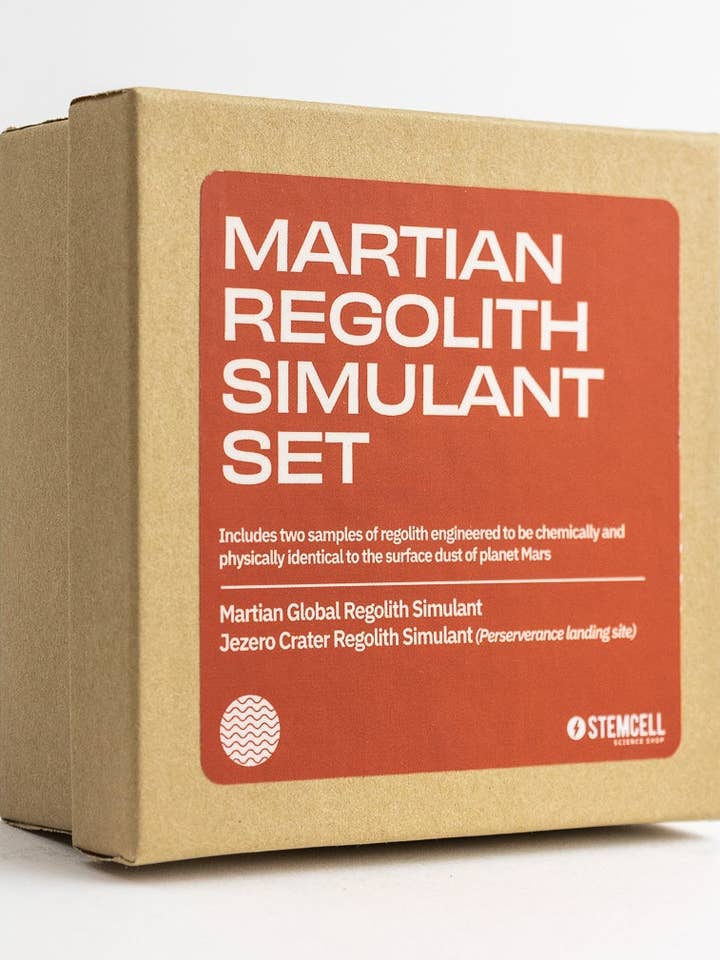 MARTIAN
REGOLITH
SIMULANT
SET
Includes two samples of regolith engineered to be chemically and
physically identical to the surface dust of planet Mars
Martian Global Regolith Simulant
Jezero Crater Regolith Simulant (Perserverance landing site)
STEMCELL
SCIENCE SHOP